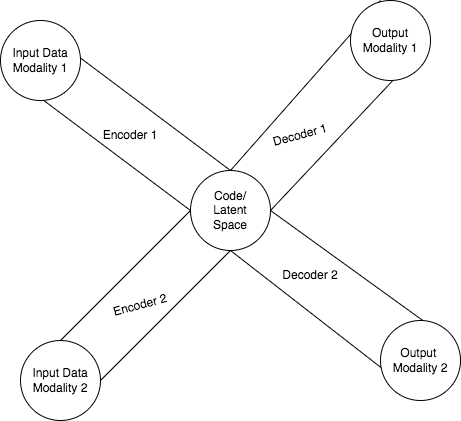 Input Data
Modality 1
Output
Modality 1
Encoder 1
Decoder 1
Code/
Latent
Space
Encoder 2
Decoder 2
Input Data
Modality 2
Output
Modality 2